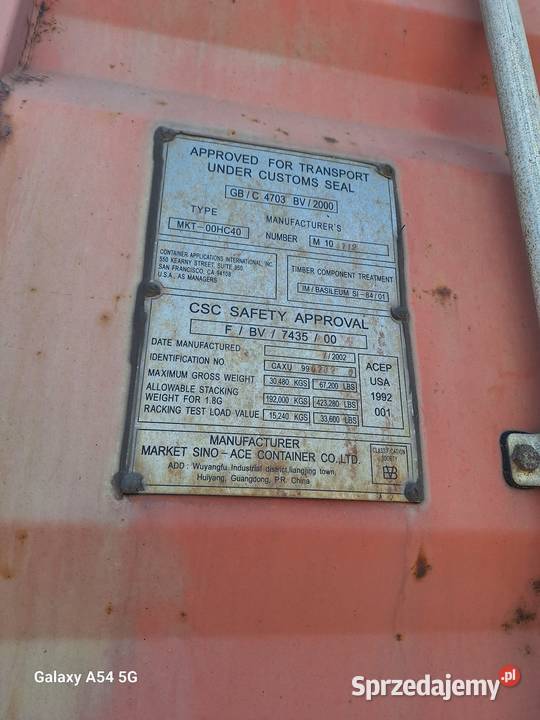 APPROVED FOR TRANSPORT
UNDER CUSTOMS SEAL
GB/C 4703 BV/2000
TYPE
MKT-00HC40
MANUFACTURER'S
NUMBER M 10
CONTAINER APPLICATIONS INTERNATIONAL, INC
550 KEARNY STREET, SUITE 950,
SAN FRANCISCO, CA 94108
U.S.A., AS MANAGERS
TIMBER COMPONENT TREATMENT
IM/BASILEUM SI-84/01
CSC SAFETY APPROVAL
F / BV / 7435 / 00
DATE MANUFACTURED /2002
IDENTIFICATION NO CAXU
MAXIMUM GROSS WEIGHT 30,480 KGS 67,200 LBS
ALLOWABLE STACKING
WEIGHT FOR 1.8G 192,000 KGS 423,280 LBS
RACKING TEST LOAD VALUE 15,240 KGS 33,600 LBS
ACEP
USA
1992
001
MANUFACTURER
MARKET SINO-ACE CONTAINER CO.,LTD.
ADD: Wuyangfu Industrial district,liangjing town,
Huiyang, Guangdong, P.R. China
CLASSIFICATION
SOCIETY
Galaxy A54 5G
Sprzedajemy.pl